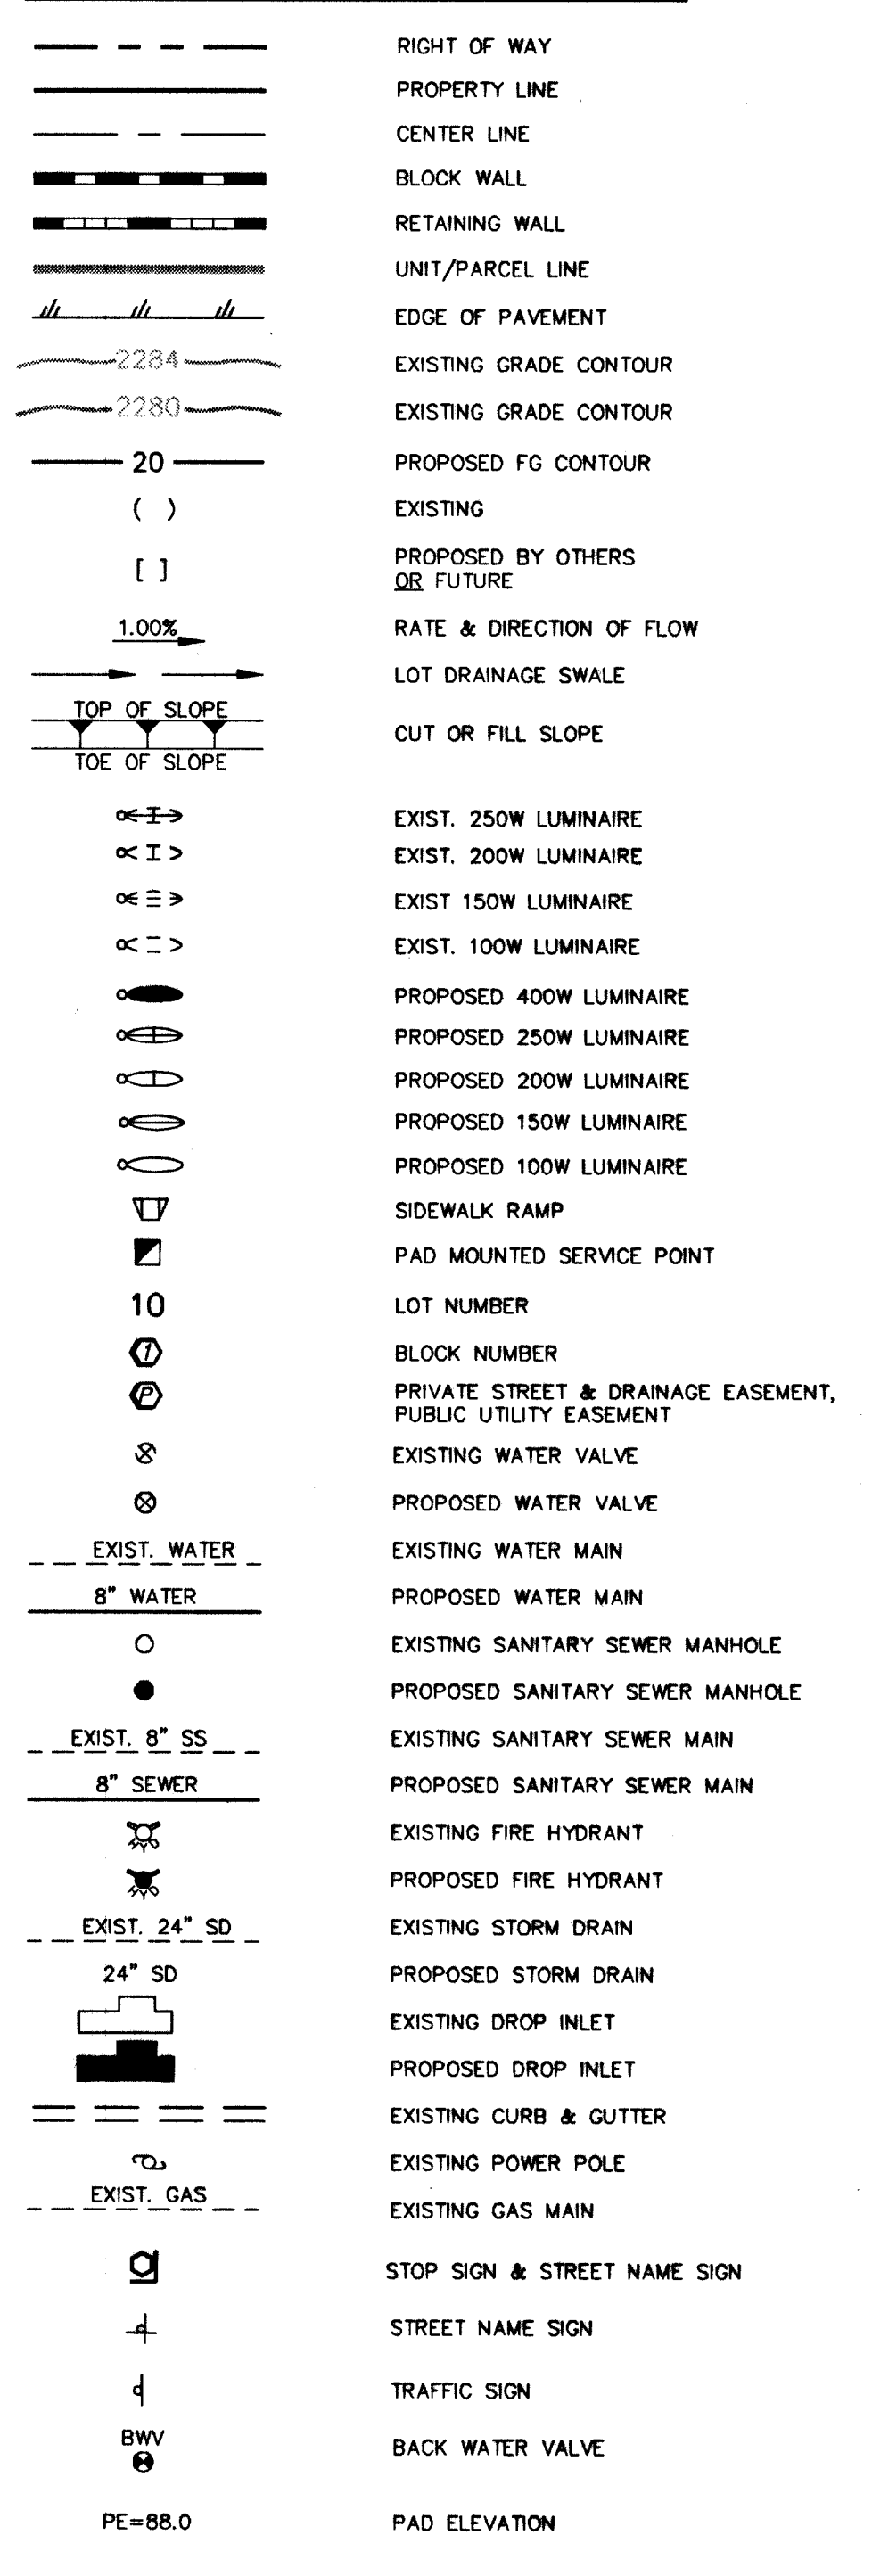 RIGHT OF WAY
PROPERTY LINE
CENTER LINE
BLOCK WALL
RETAINING WALL
UNIT/PARCEL LINE
EDGE OF PAVEMENT
2284 EXISTING GRADE CONTOUR
2280 EXISTING GRADE CONTOUR
20 PROPOSED FG CONTOUR
( ) EXISTING
[ ] PROPOSED BY OTHERS
OR FUTURE
1.00% RATE & DIRECTION OF FLOW
LOT DRAINAGE SWALE
TOP OF SLOPE
CUT OR FILL SLOPE
TOE OF SLOPE
EXIST. 250W LUMINAIRE
EXIST. 200W LUMINAIRE
EXIST 150W LUMINAIRE
EXIST. 100W LUMINAIRE
PROPOSED 400W LUMINAIRE
PROPOSED 250W LUMINAIRE
PROPOSED 200W LUMINAIRE
PROPOSED 150W LUMINAIRE
PROPOSED 100W LUMINAIRE
SIDEWALK RAMP
PAD MOUNTED SERVICE POINT
10 LOT NUMBER
1 BLOCK NUMBER
P PRIVATE STREET & DRAINAGE EASEMENT,
PUBLIC UTILITY EASEMENT
EXISTING WATER VALVE
PROPOSED WATER VALVE
EXIST. WATER EXISTING WATER MAIN
8" WATER PROPOSED WATER MAIN
EXISTING SANITARY SEWER MANHOLE
PROPOSED SANITARY SEWER MANHOLE
EXIST. 8" SS EXISTING SANITARY SEWER MAIN
8" SEWER PROPOSED SANITARY SEWER MAIN
EXISTING FIRE HYDRANT
PROPOSED FIRE HYDRANT
EXIST. 24" SD EXISTING STORM DRAIN
24" SD PROPOSED STORM DRAIN
EXISTING DROP INLET
PROPOSED DROP INLET
EXISTING CURB & GUTTER
EXISTING POWER POLE
EXIST. GAS EXISTING GAS MAIN
STOP SIGN & STREET NAME SIGN
STREET NAME SIGN
TRAFFIC SIGN
BWV
BACK WATER VALVE
PE=88.0 PAD ELEVATION